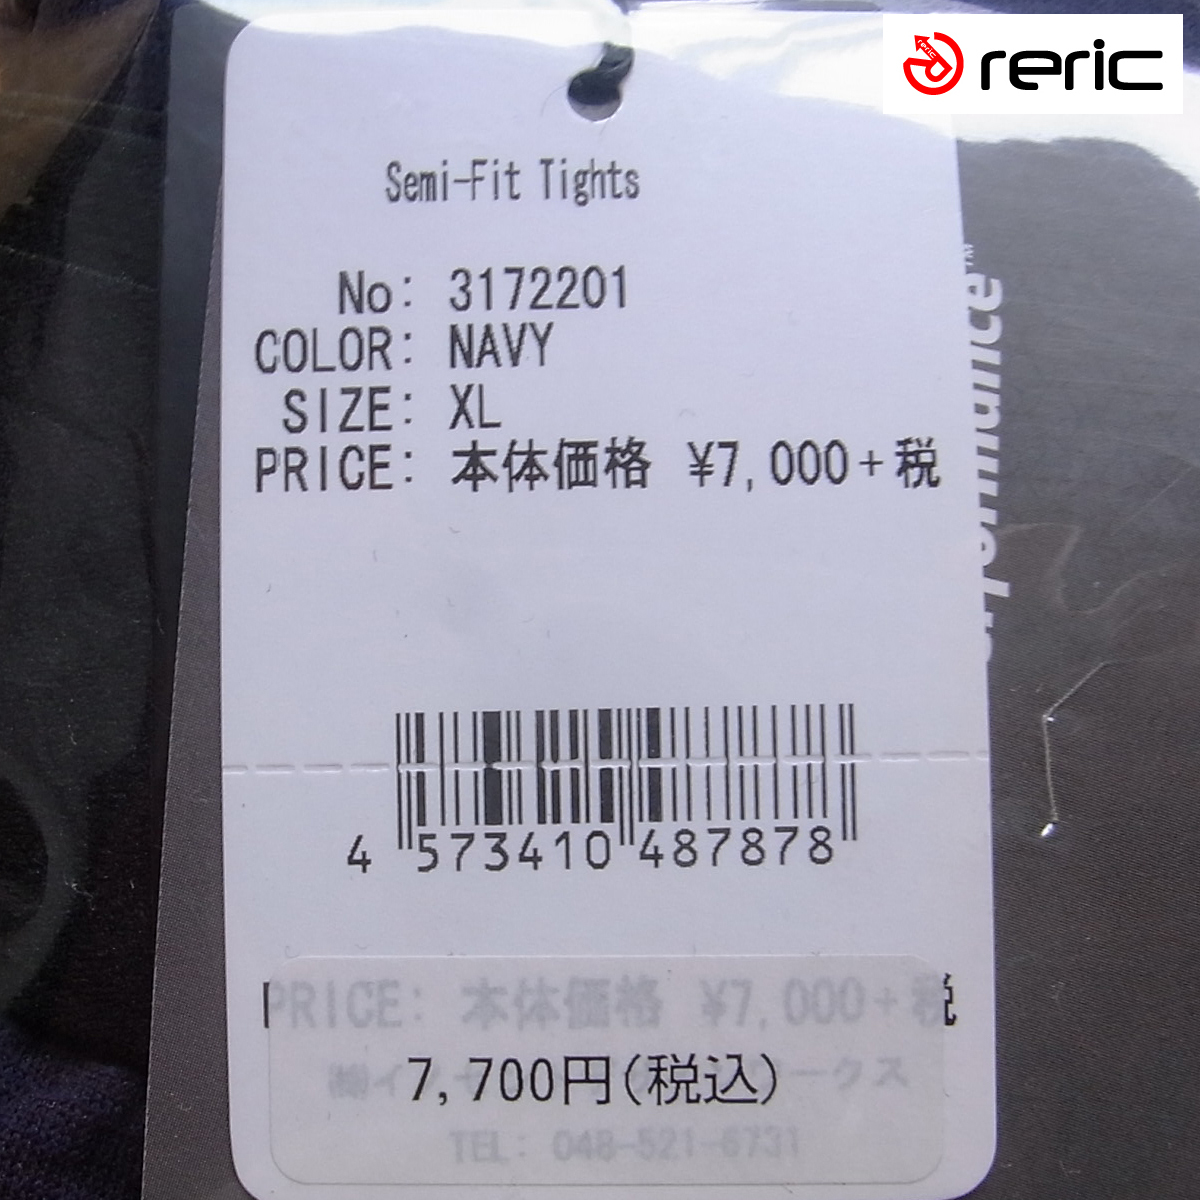 reric
Semi-Fit Tights
No: 3172201
COLOR: NAVY
SIZE: XL
PRICE: 本体価格 ¥7,000+税
4 573410 487878
PRICE: 本体価格 ¥7,000+税
7,700円(税込)
TEL: 048-521-6731